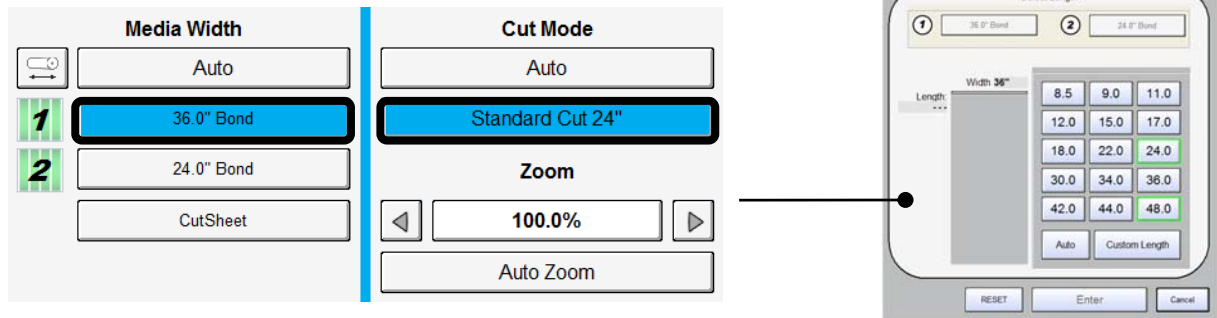 Media Width
Auto
1
36.0" Bond
2
24.0" Bond
CutSheet
Cut Mode
Auto
Standard Cut 24"
Zoom
100.0%
Auto Zoom
1 36.0" Bond 2 24.0" Bond
Width 36"
Length:
---
8.5 9.0 11.0
12.0 15.0 17.0
18.0 22.0 24.0
30.0 34.0 36.0
42.0 44.0 48.0
Auto Custom Length
RESET Enter Cancel